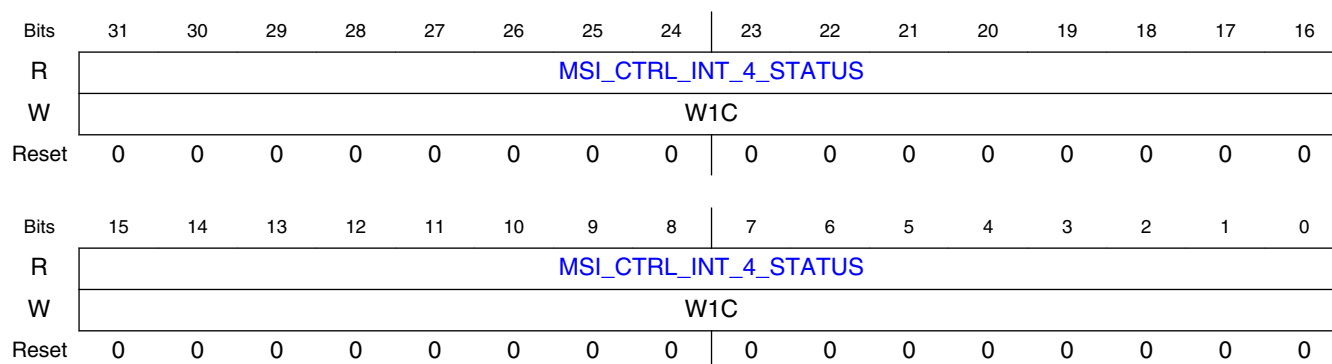 Bits 31 30 29 28 27 26 25 24 23 22 21 20 19 18 17 16
R MSI_CTRL_INT_4_STATUS
W W1C
Reset 0 0 0 0 0 0 0 0 0 0 0 0 0 0 0 0
Bits 15 14 13 12 11 10 9 8 7 6 5 4 3 2 1 0
R MSI_CTRL_INT_4_STATUS
W W1C
Reset 0 0 0 0 0 0 0 0 0 0 0 0 0 0 0 0